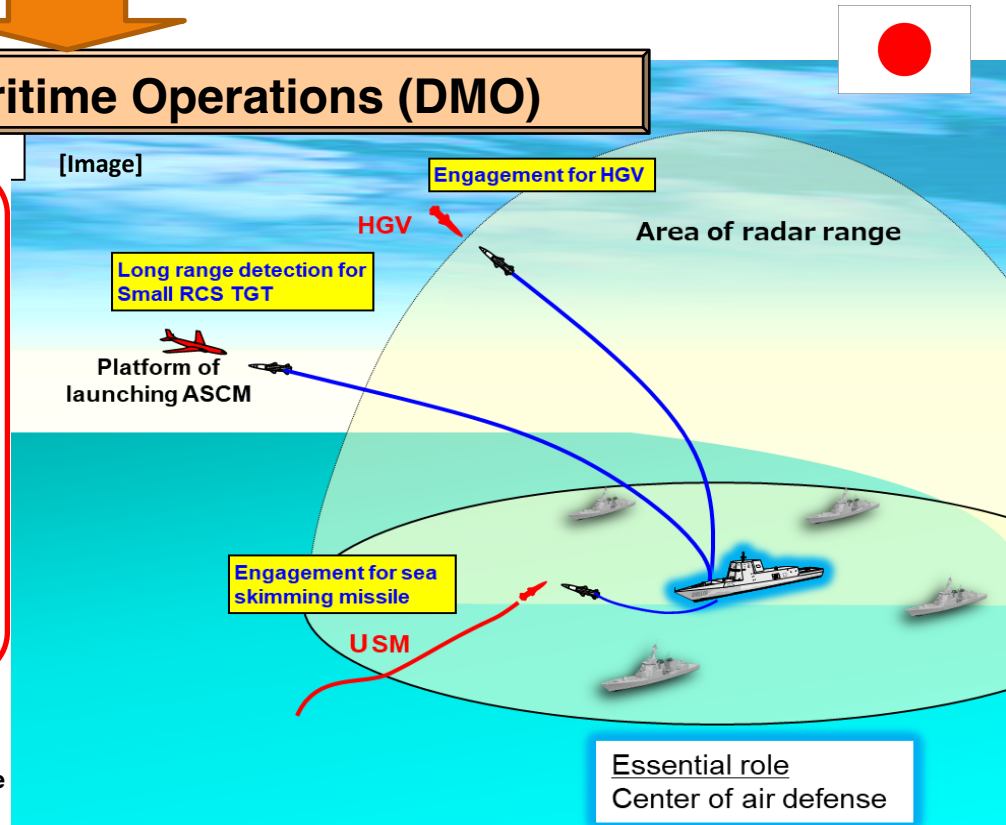 ritime Operations (DMO)
[Image]
Engagement for HGV
HGV
Area of radar range
Long range detection for
Small RCS TGT
Platform of
launching ASCM
Engagement for sea
skimming missile
USM
e
Essential role
Center of air defense